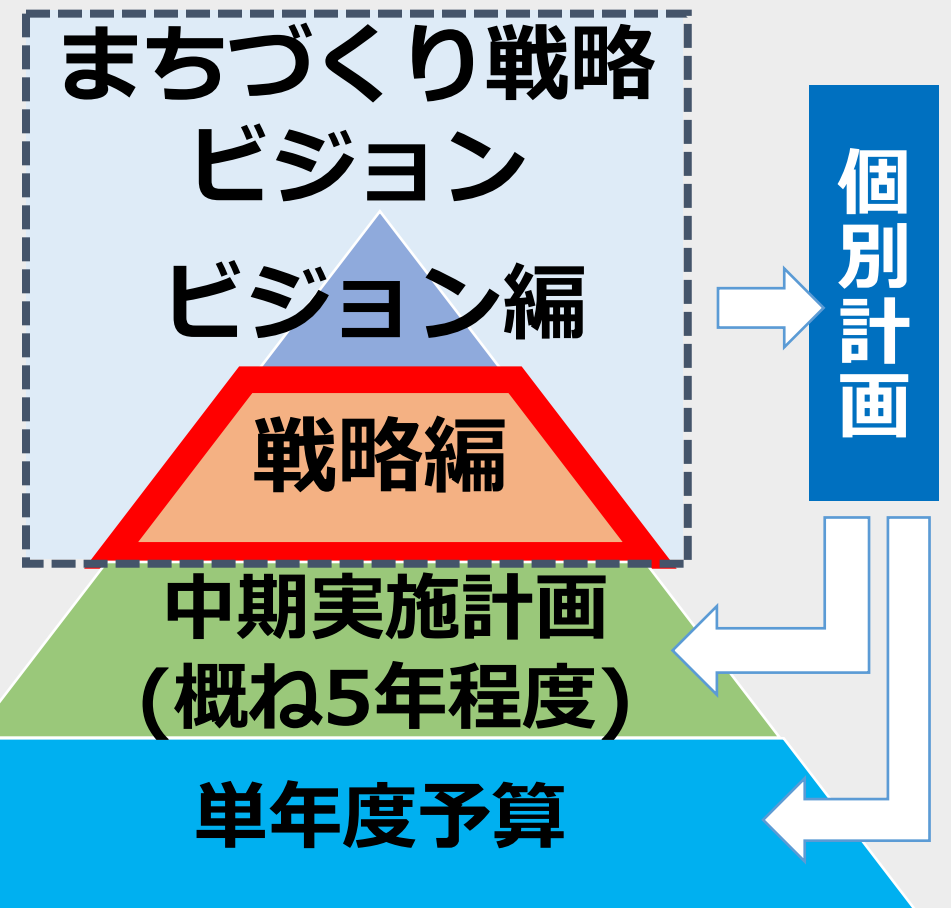 まちづくり戦略
ビジョン
ビジョン編
戦略編
中期実施計画
(概ね5年程度)
単年度予算
個別計画